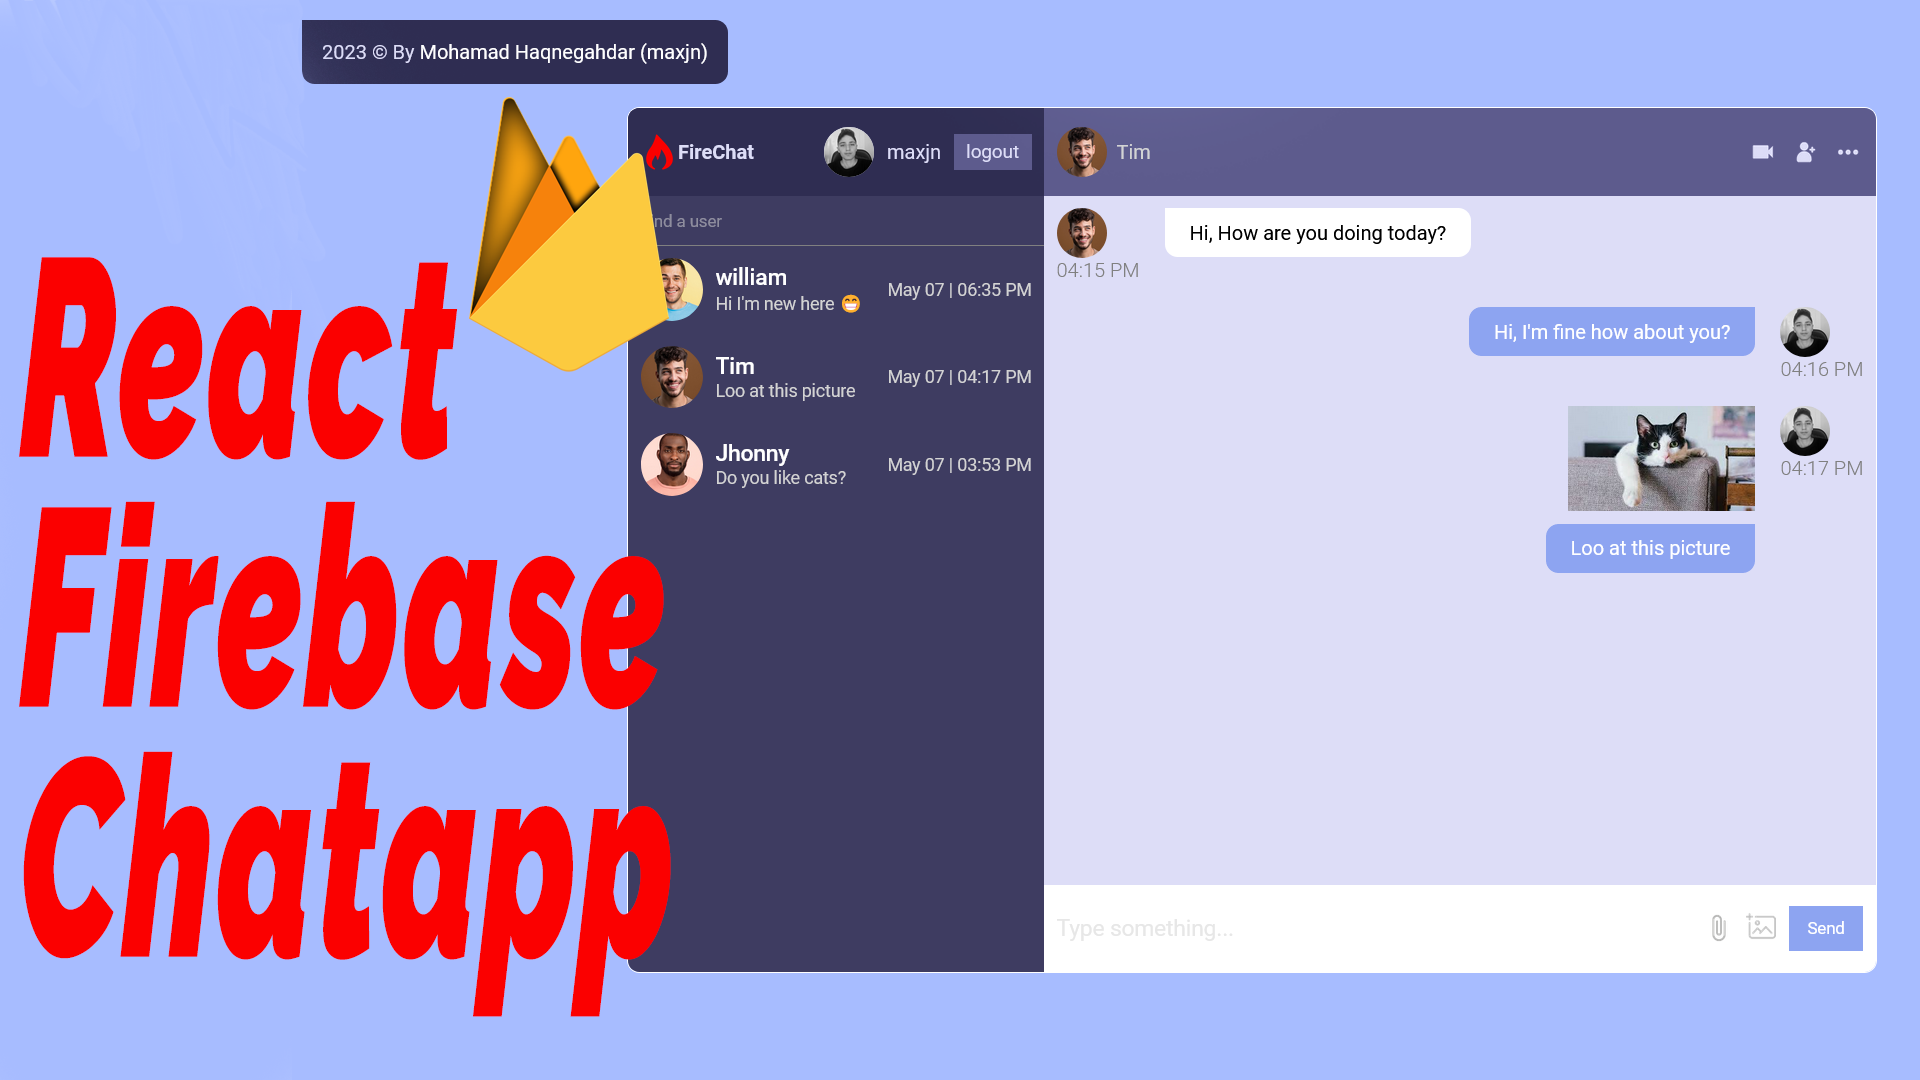 2023 © By Mohamad Haqnegahdar (maxjn)
React
Firebase
Chatapp
FireChat
maxjn
logout
nd a user
william
Hi I'm new here 😁
May 07 | 06:35 PM
Tim
Loo at this picture
May 07 | 04:17 PM
Jhonny
Do you like cats?
May 07 | 03:53 PM
Tim
Hi, How are you doing today?
04:15 PM
Hi, I'm fine how about you?
04:16 PM
04:17 PM
Loo at this picture
Type something...
Send